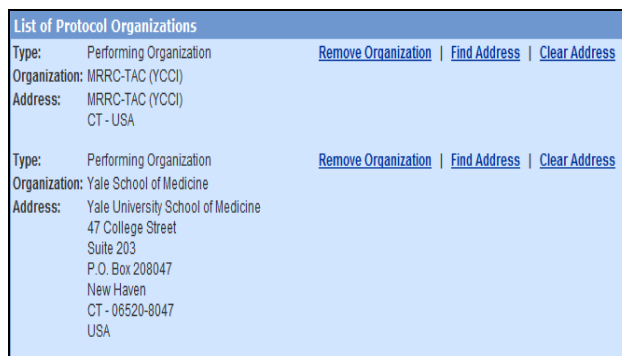 List of Protocol Organizations
Type: Performing Organization Remove Organization | Find Address | Clear Address
Organization: MRRC-TAC (YCCI)
Address: MRRC-TAC (YCCI)
CT - USA
Type: Performing Organization Remove Organization | Find Address | Clear Address
Organization: Yale School of Medicine
Address: Yale University School of Medicine
47 College Street
Suite 203
P.O. Box 208047
New Haven
CT - 06520-8047
USA